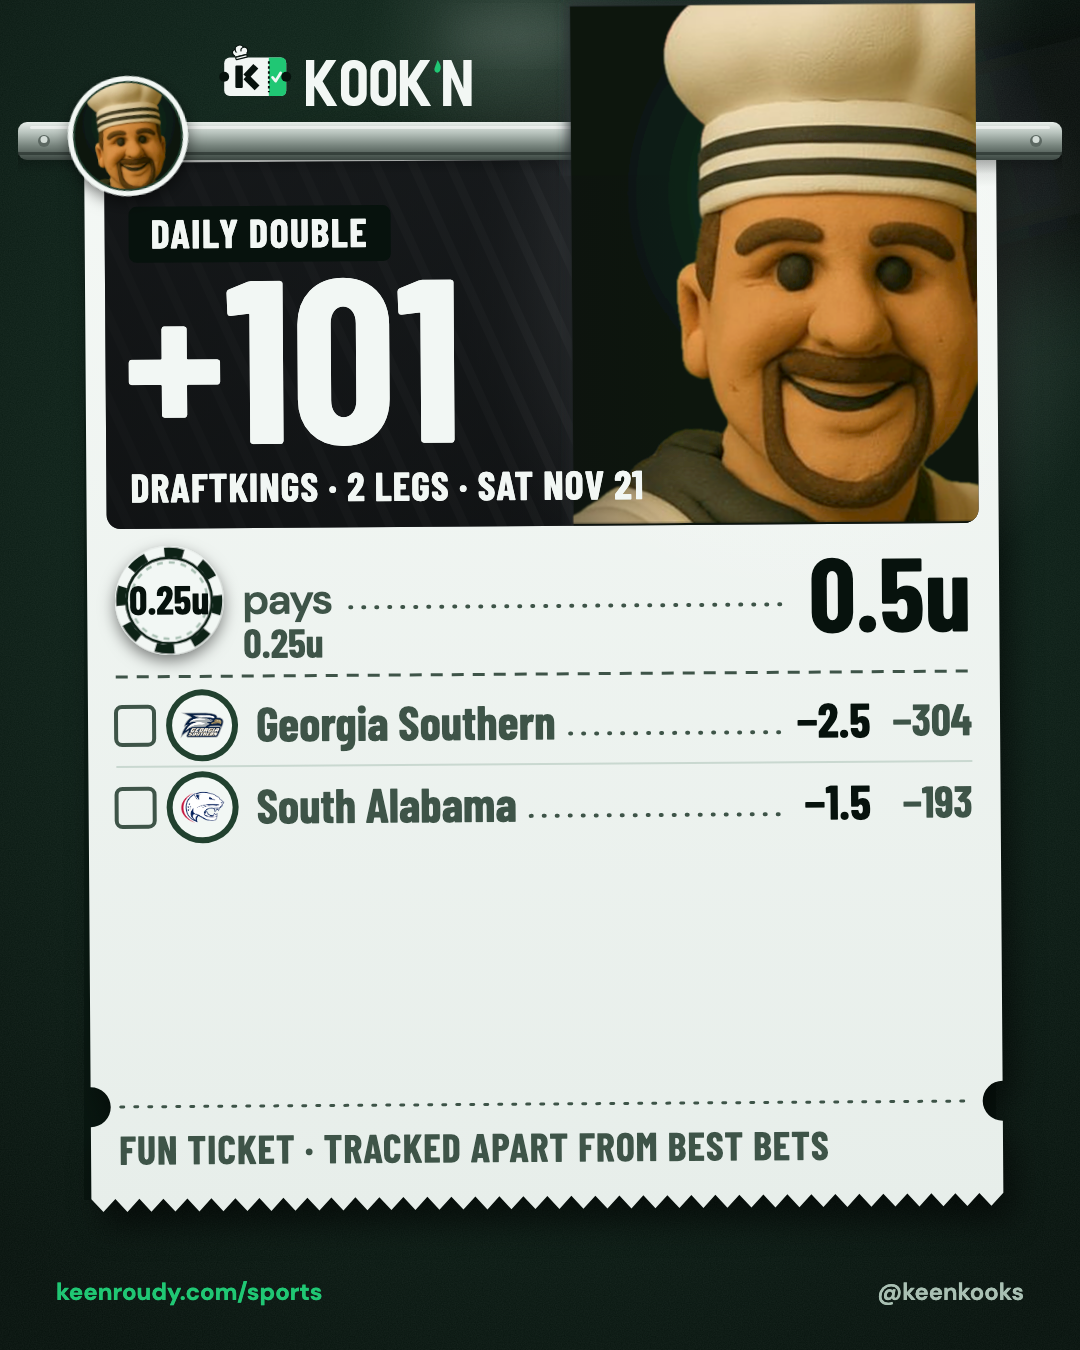 K KOOK'N
DAILY DOUBLE
+101
DRAFTKINGS · 2 LEGS · SAT NOV 21
0.25u pays 0.5u
0.25u
GEORGIA SOUTHERN Georgia Southern −2.5 −304
South Alabama −1.5 −193
FUN TICKET · TRACKED APART FROM BEST BETS
keenroudy.com/sports @keenkooks